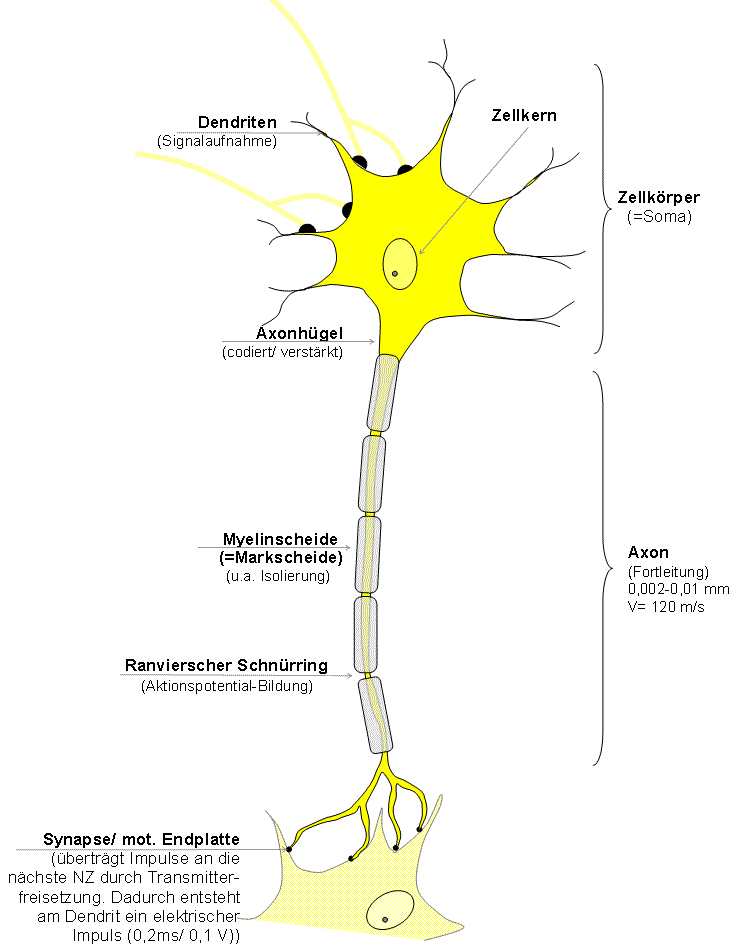 Dendriten
(Signalaufnahme)
Zellkern
Zellkörper
(=Soma)
Axonhügel
(codiert/ verstärkt)
Myelinscheide
(=Markscheide)
(u.a. Isolierung)
Axon
(Fortleitung)
0,002-0,01 mm
V= 120 m/s
Ranvierscher Schnürring
(Aktionspotential-Bildung)
Synapse/ mot. Endplatte
(überträgt Impulse an die
nächste NZ durch Transmitter-
freisetzung. Dadurch entsteht
am Dendrit ein elektrischer
Impuls (0,2ms/ 0,1 V))